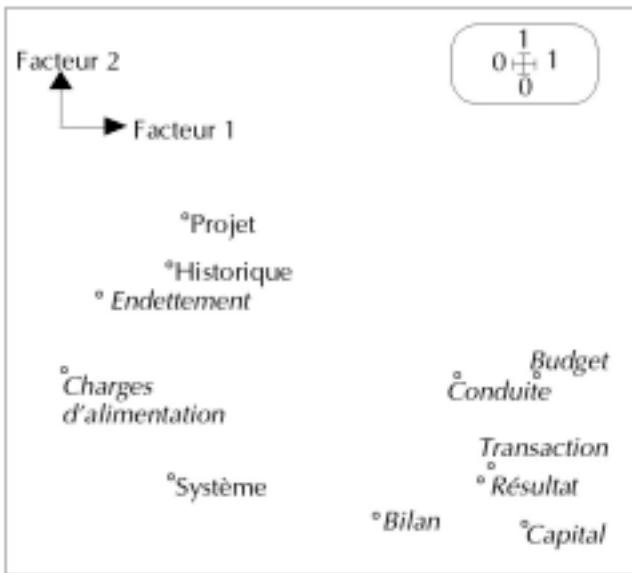 1
Facteur 2
0 1
0
Facteur 1
Projet
Historique
Endettement
Budget
Charges
d'alimentation
Conduite
Transaction
Système
Résultat
Bilan
Capital